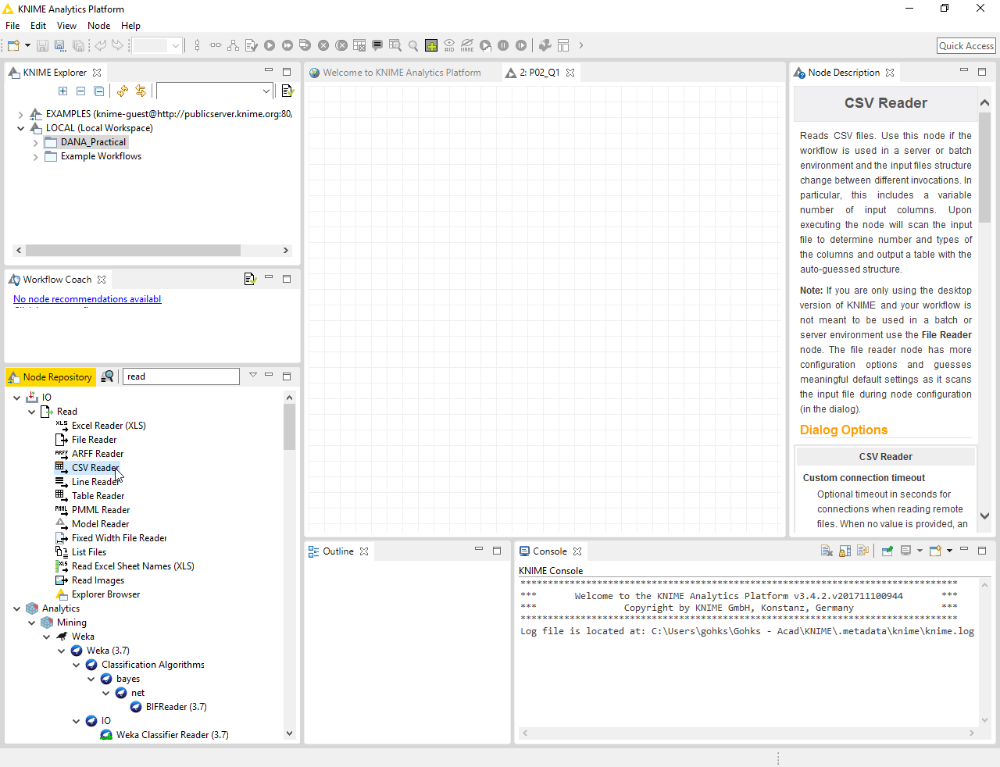 KNIME Analytics Platform
File Edit View Node Help
Quick Access
KNIME Explorer
EXAMPLES (knime-guest@http://publicserver.knime.org:80/
LOCAL (Local Workspace)
DANA_Practical
Example Workflows
Workflow Coach
No node recommendations availabl
Node Repository
read
IO
Read
Excel Reader (XLS)
File Reader
ARFF Reader
CSV Reader
Line Reader
Table Reader
PMML Reader
Model Reader
Fixed Width File Reader
List Files
Read Excel Sheet Names (XLS)
Read Images
Explorer Browser
Analytics
Mining
Weka
Weka (3.7)
Classification Algorithms
bayes
net
BIFReader (3.7)
IO
Weka Classifier Reader (3.7)
Welcome to KNIME Analytics Platform
2: P02_Q1
Outline
Console
KNIME Console
********************************************************************************
*** Welcome to the KNIME Analytics Platform v3.4.2.v201711100944 ***
*** Copyright by KNIME GmbH, Konstanz, Germany ***
********************************************************************************
Log file is located at: C:\Users\gohks\Gohks - Acad\KNIME\.metadata\knime\knime.log
Node Description
CSV Reader
Reads CSV files. Use this node if the
workflow is used in a server or batch
environment and the input files structure
change between different invocations. In
particular, this includes a variable
number of input columns. Upon
executing the node will scan the input
file to determine number and types of
the columns and output a table with the
auto-guessed structure.
Note: If you are only using the desktop
version of KNIME and your workflow is
not meant to be used in a batch or
server environment use the File Reader
node. The file reader node has more
configuration options and guesses
meaningful default settings as it scans
the input file during node configuration
(in the dialog).
Dialog Options
CSV Reader
Custom connection timeout
Optional timeout in seconds for
connections when reading remote
files. When no value is provided, an